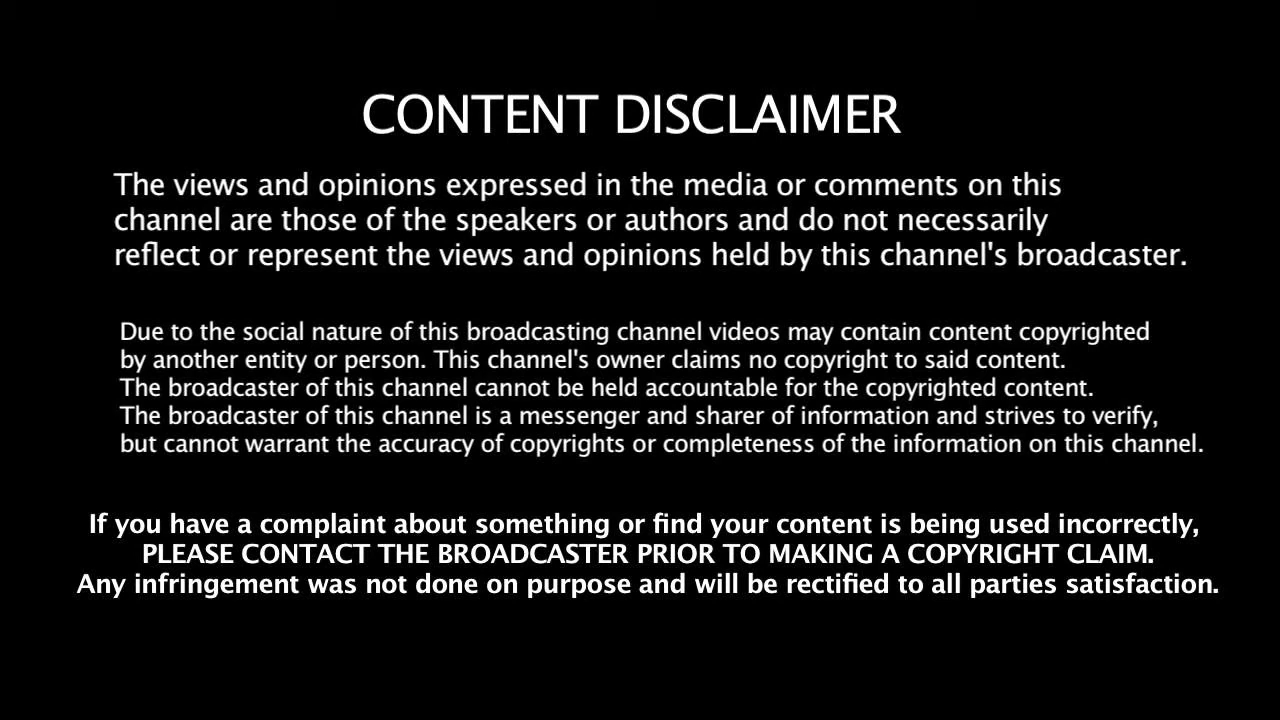 CONTENT DISCLAIMER
The views and opinions expressed in the media or comments on this
channel are those of the speakers or authors and do not necessarily
reflect or represent the views and opinions held by this channel's broadcaster.
Due to the social nature of this broadcasting channel videos may contain content copyrighted
by another entity or person. This channel's owner claims no copyright to said content.
The broadcaster of this channel cannot be held accountable for the copyrighted content.
The broadcaster of this channel is a messenger and sharer of information and strives to verify,
but cannot warrant the accuracy of copyrights or completeness of the information on this channel.
If you have a complaint about something or find your content is being used incorrectly,
PLEASE CONTACT THE BROADCASTER PRIOR TO MAKING A COPYRIGHT CLAIM.
Any infringement was not done on purpose and will be rectified to all parties satisfaction.